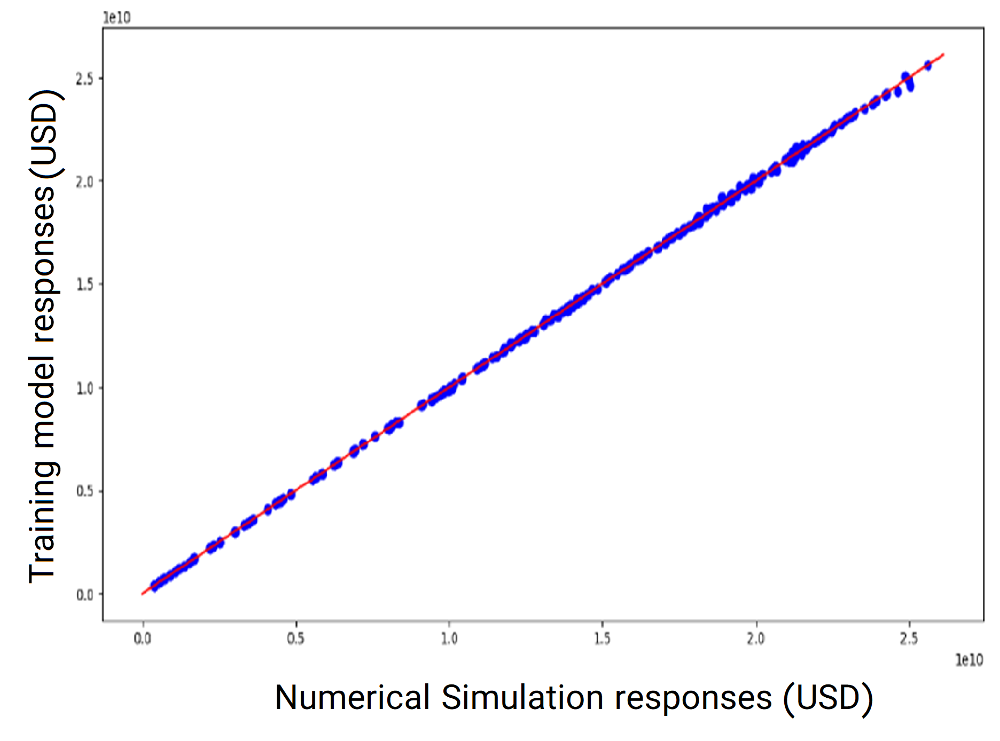 1e10
Training model responses (USD)
2.5
2.0
1.5
1.0
0.5
0.0
0.0 0.5 1.0 1.5 2.0 2.5
1e10
Numerical Simulation responses (USD)